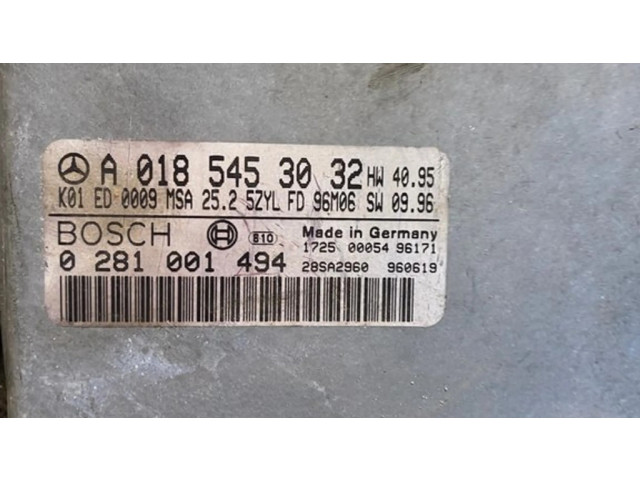 A 018 545 30 32 HW 40.95
K01 ED 0009 MSA 25.2 5ZYL FD 96M06 SW 09.96
BOSCH 810 Made in Germany
1725 00054 96171
0 281 001 494 28SA2960 960619